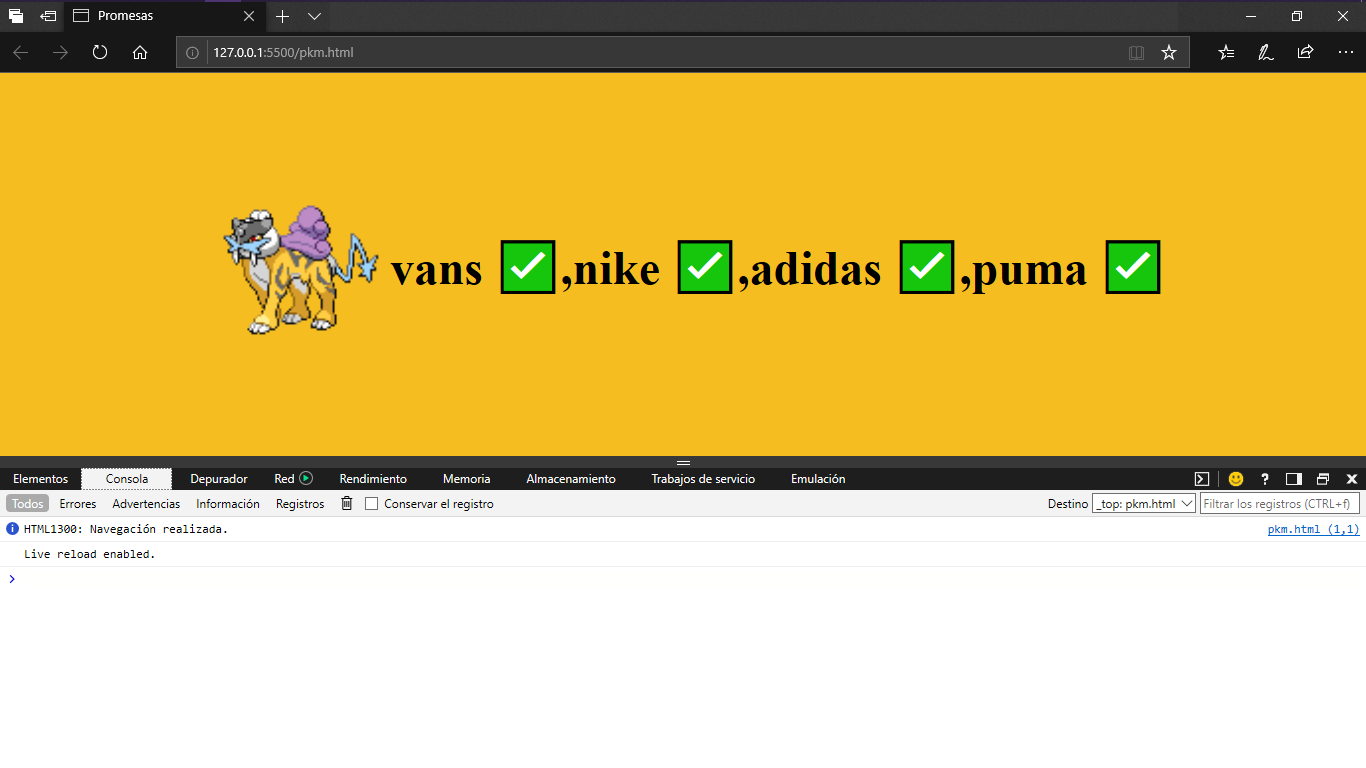 Promesas
127.0.0.1:5500/pkm.html
vans ✅,nike ✅,adidas ✅,puma ✅
Elementos Consola Depurador Red Rendimiento Memoria Almacenamiento Trabajos de servicio Emulación
Todos Errores Advertencias Información Registros Conservar el registro Destino _top: pkm.html Filtrar los registros (CTRL+f)
HTML1300: Navegación realizada. pkm.html (1,1)
Live reload enabled.